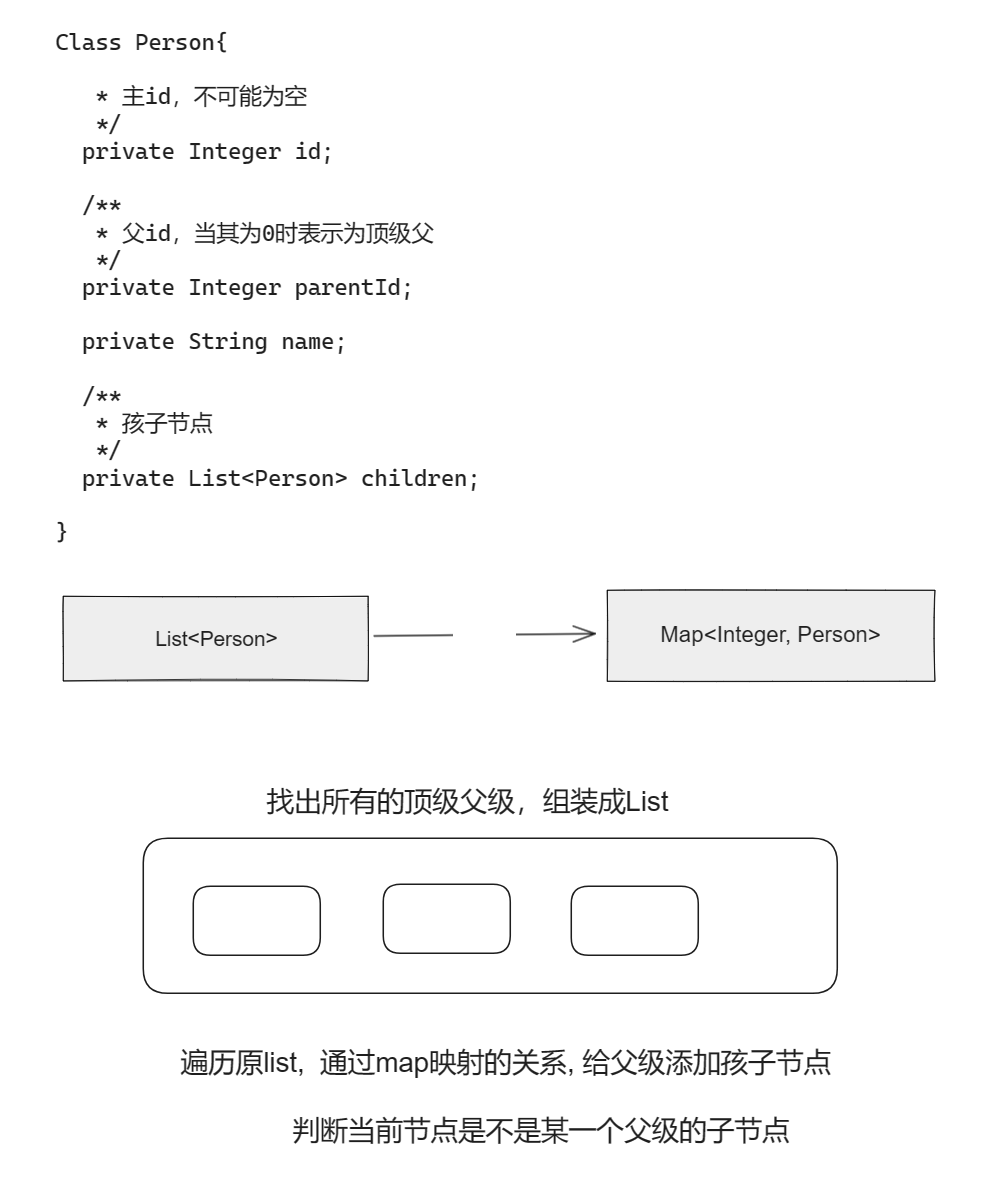 Class Person{
* 主id，不可能为空
*/
private Integer id;
/**
* 父id，当其为0时表示为顶级父
*/
private Integer parentId;
private String name;
/**
* 孩子节点
*/
private List<Person> children;
}
List<Person>
Map<Integer, Person>
找出所有的顶级父级，组装成List
遍历原list，通过map映射的关系, 给父级添加孩子节点
判断当前节点是不是某一个父级的子节点